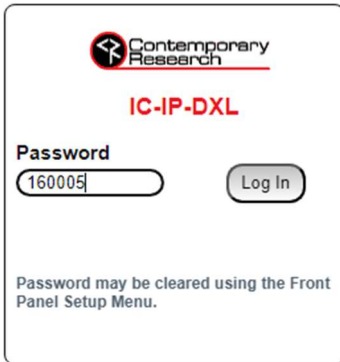 Contemporary
Research
IC-IP-DXL
Password
160005
Log In
Password may be cleared using the Front
Panel Setup Menu.